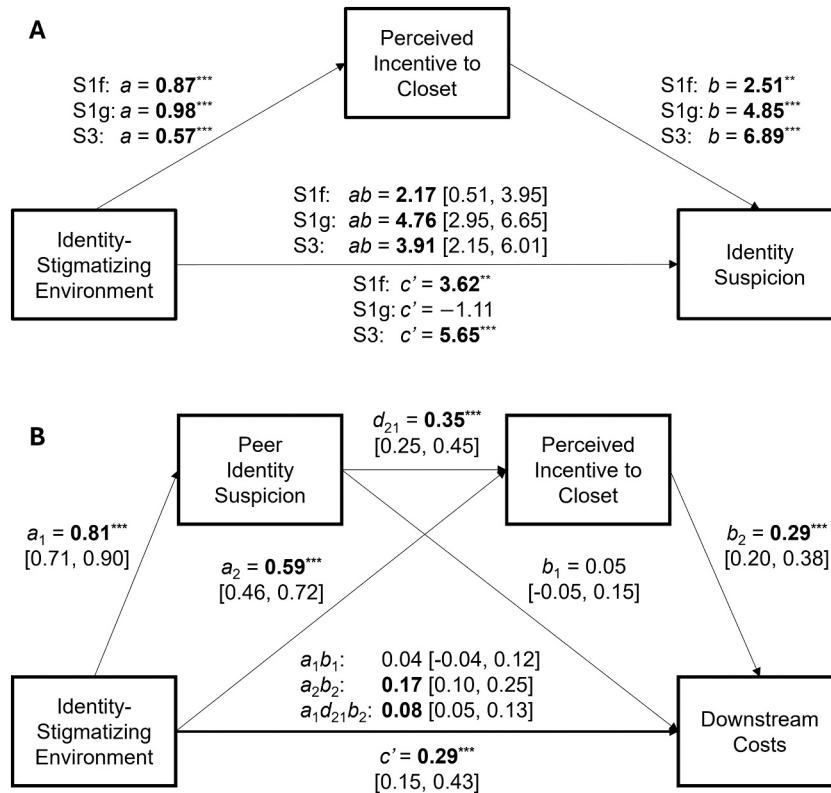 A
Perceived
Incentive to
Closet
S1f: a = 0.87***
S1g: a = 0.98***
S3: a = 0.57***
S1f: b = 2.51**
S1g: b = 4.85***
S3: b = 6.89***
S1f: ab = 2.17 [0.51, 3.95]
S1g: ab = 4.76 [2.95, 6.65]
S3: ab = 3.91 [2.15, 6.01]
Identity-
Stigmatizing
Environment
Identity
Suspicion
S1f: c’ = 3.62**
S1g: c’ = −1.11
S3: c’ = 5.65***
B
Peer
Identity
Suspicion
d21 = 0.35***
[0.25, 0.45]
Perceived
Incentive to
Closet
a1 = 0.81***
[0.71, 0.90]
a2 = 0.59***
[0.46, 0.72]
b1 = 0.05
[-0.05, 0.15]
b2 = 0.29***
[0.20, 0.38]
a1b1: 0.04 [-0.04, 0.12]
a2b2: 0.17 [0.10, 0.25]
a1d21b2: 0.08 [0.05, 0.13]
Identity-
Stigmatizing
Environment
Downstream
Costs
c’ = 0.29***
[0.15, 0.43]